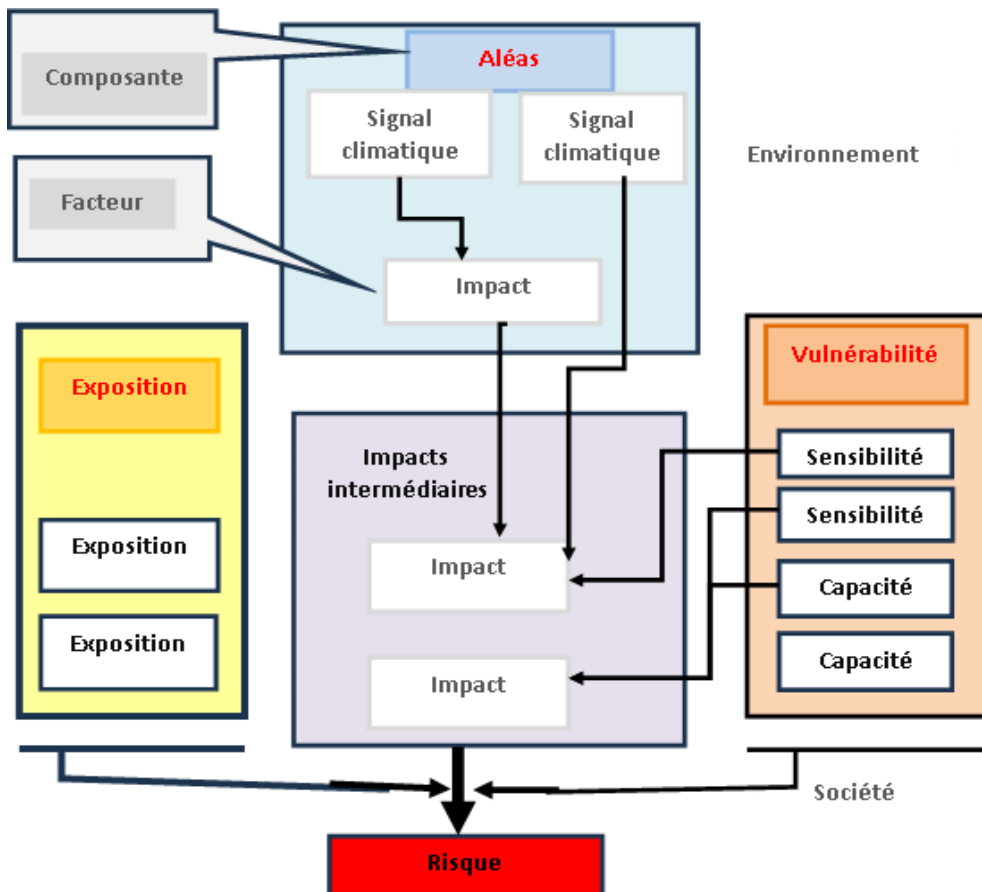 Composante
Aléas
Signal
climatique
Signal
climatique
Environnement
Facteur
Impact
Exposition
Vulnérabilité
Impacts
intermédiaires
Sensibilité
Sensibilité
Exposition
Impact
Capacité
Exposition
Capacité
Impact
Société
Risque